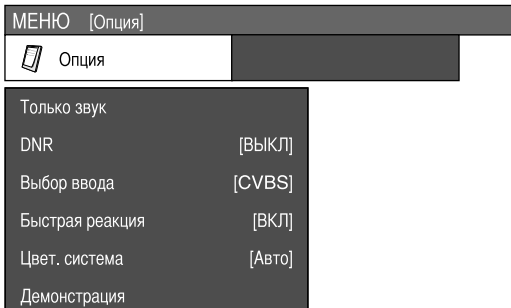 МЕНЮ [Опция]
Опция
Только звук
DNR [ВЫКЛ]
Выбор ввода [CVBS]
Быстрая реакция [ВКЛ]
Цвет. система [Авто]
Демонстрация